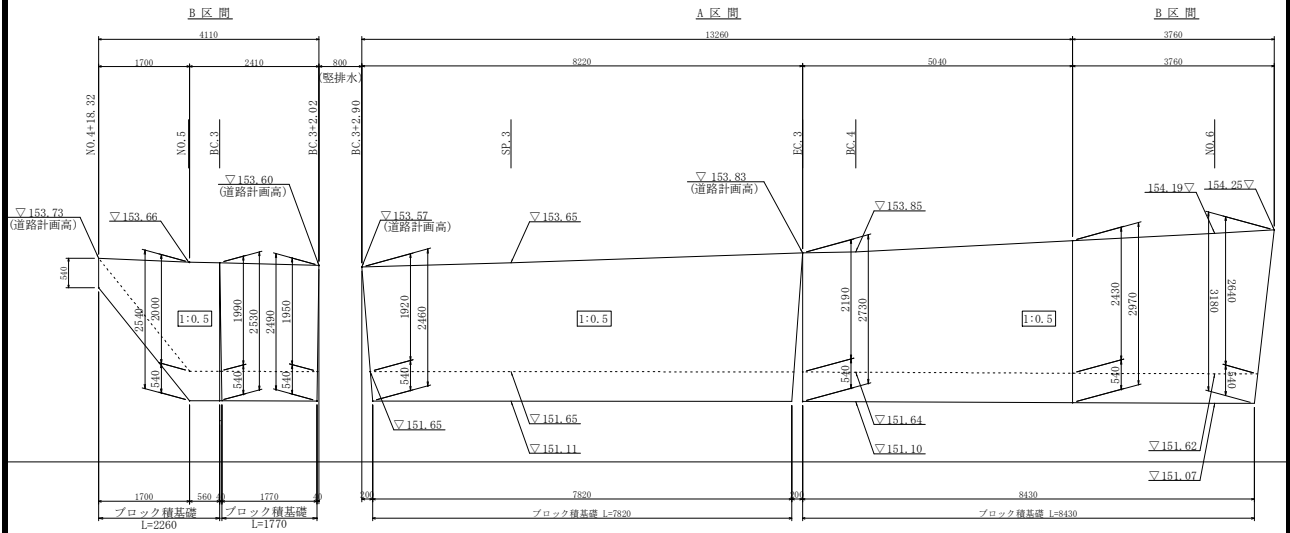 B 区 間
A 区 間
B 区 間
4110
13260
3760
1700
2410
800
8220
5040
3760
(竪排水)
NO.4+18.32
NO.5
BC.3
BC.3+2.02
BC.3+2.90
SP.3
EC.3
BC.4
NO.6
▽153.73
(道路計画高)
▽153.66
▽153.60
(道路計画高)
▽153.57
(道路計画高)
▽153.65
▽153.83
(道路計画高)
▽153.85
154.19▽
154.25▽
540
2540
2000
540
1:0.5
1990
2530
540
2490
1950
540
1920
2460
540
1:0.5
2190
2730
540
1:0.5
2430
2970
540
3180
2640
540
▽151.65
▽151.65
▽151.11
▽151.64
▽151.10
▽151.62
▽151.07
1700
560
40
1770
40
200
7820
200
8430
ブロック積基礎
L=2260
ブロック積基礎
L=1770
ブロック積基礎 L=7820
ブロック積基礎 L=8430